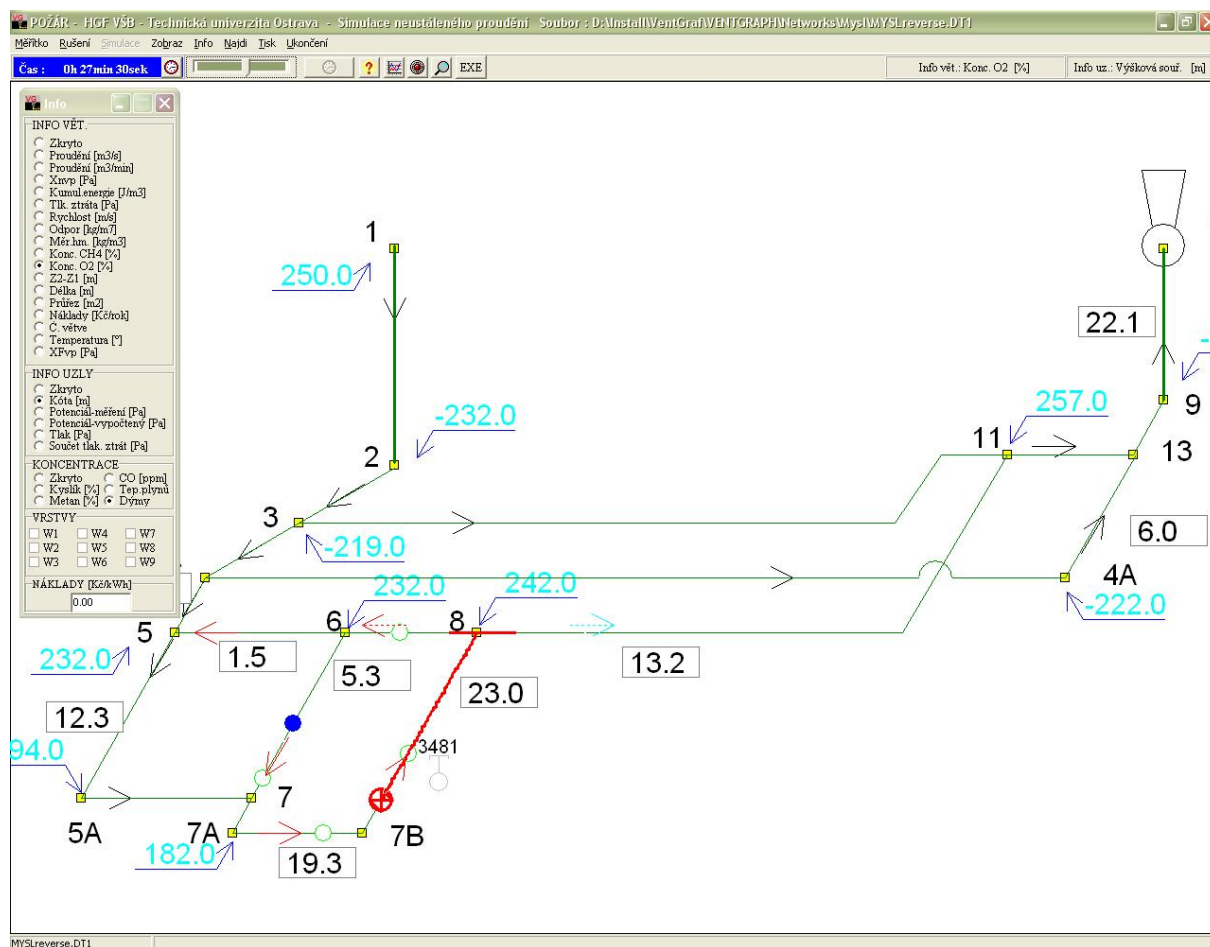 POŽÁR - HGF VŠB - Technická univerzita Ostrava - Simulace neustáleného proudění Soubor : D:\Install\VentGraf\VENTGRAPH\Networks\Mysl\MYSLreverse.DT1
Měřítko Rušení Simulace Zobraz Info Najdi Tisk Ukončení
Čas : 0h 27min 30sek
? EXE
Info vět.: Konc. O2 [%]
Info uz.: Výšková souř. [m]
Info
INFO VĚT.
Zkryto
Proudění [m3/s]
Proudění [m3/min]
Xnvp [Pa]
Kumul.energie [J/m3]
Tlk. ztráta [Pa]
Rychlost [m/s]
Odpor [kg/m7]
Měr.hm. [kg/m3]
Konc. CH4 [%]
Konc. O2 [%]
Z2-Z1 [m]
Délka [m]
Průřez [m2]
Náklady [Kč/rok]
Č. větve
Temperatura [°]
XFvp [Pa]
INFO UZLY
Zkryto
Kóta [m]
Potenciál-měření [Pa]
Potenciál-vypočtený [Pa]
Tlak [Pa]
Součet tlak. ztrát [Pa]
KONCENTRACE
Zkryto CO [ppm]
Kyslík [%] Tep.plynů
Metan [%] Dýmy
VRSTVY
W1 W4 W7
W2 W5 W8
W3 W6 W9
NÁKLADY [Kč/kWh]
0.00
1
250.0
22.1
257.0
9
-232.0
11
13
2
3
6.0
-219.0
4A
232.0
242.0
-222.0
5
6
8
232.0
1.5
5.3
13.2
23.0
12.3
3481
94.0
7
5A
7A
7B
182.0
19.3
MYSLreverse.DT1